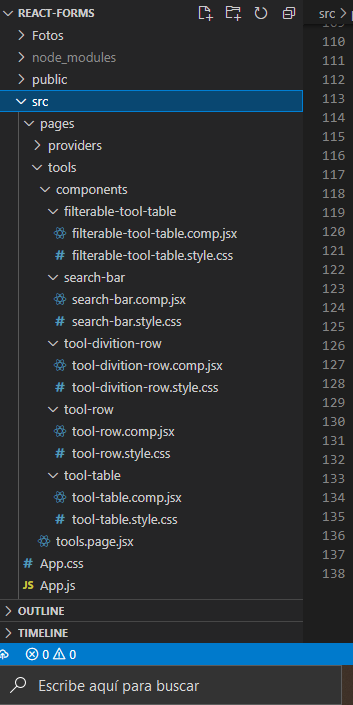 REACT-FORMS
Fotos
node_modules
public
src
pages
providers
tools
components
filterable-tool-table
filterable-tool-table.comp.jsx
# filterable-tool-table.style.css
search-bar
search-bar.comp.jsx
# search-bar.style.css
tool-divition-row
tool-divition-row.comp.jsx
# tool-divition-row.style.css
tool-row
tool-row.comp.jsx
# tool-row.style.css
tool-table
tool-table.comp.jsx
# tool-table.style.css
tools.page.jsx
# App.css
JS App.js
OUTLINE
TIMELINE
0 0
Escribe aquí para buscar
src >
110
111
112
113
114
115
116
117
118
119
120
121
122
123
124
125
126
127
128
129
130
131
132
133
134
135
136
137
138